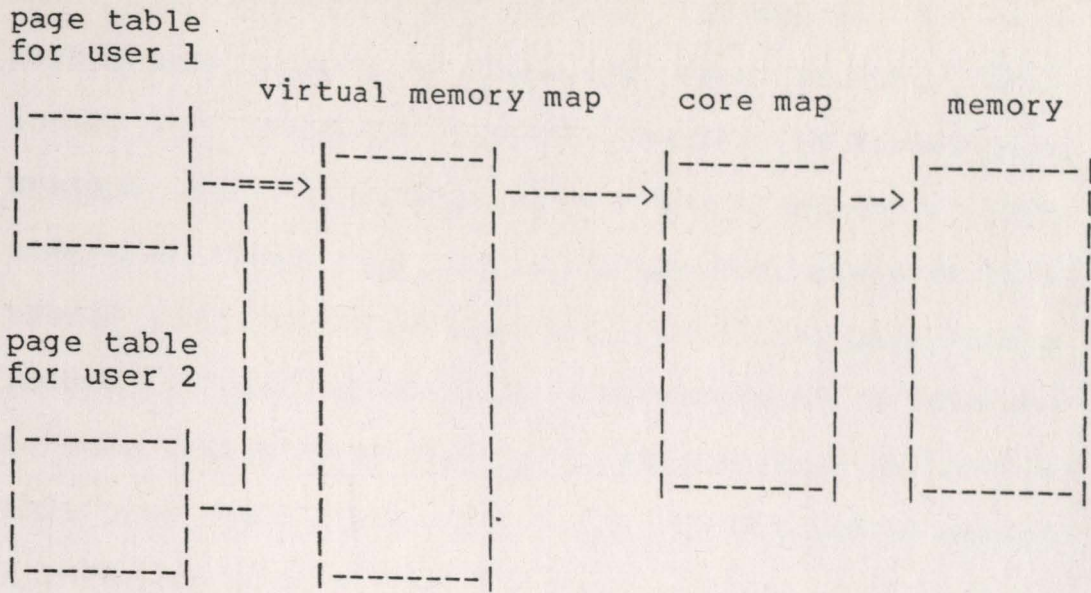 page table
for user 1
virtual memory map
core map
memory
page table
for user 2